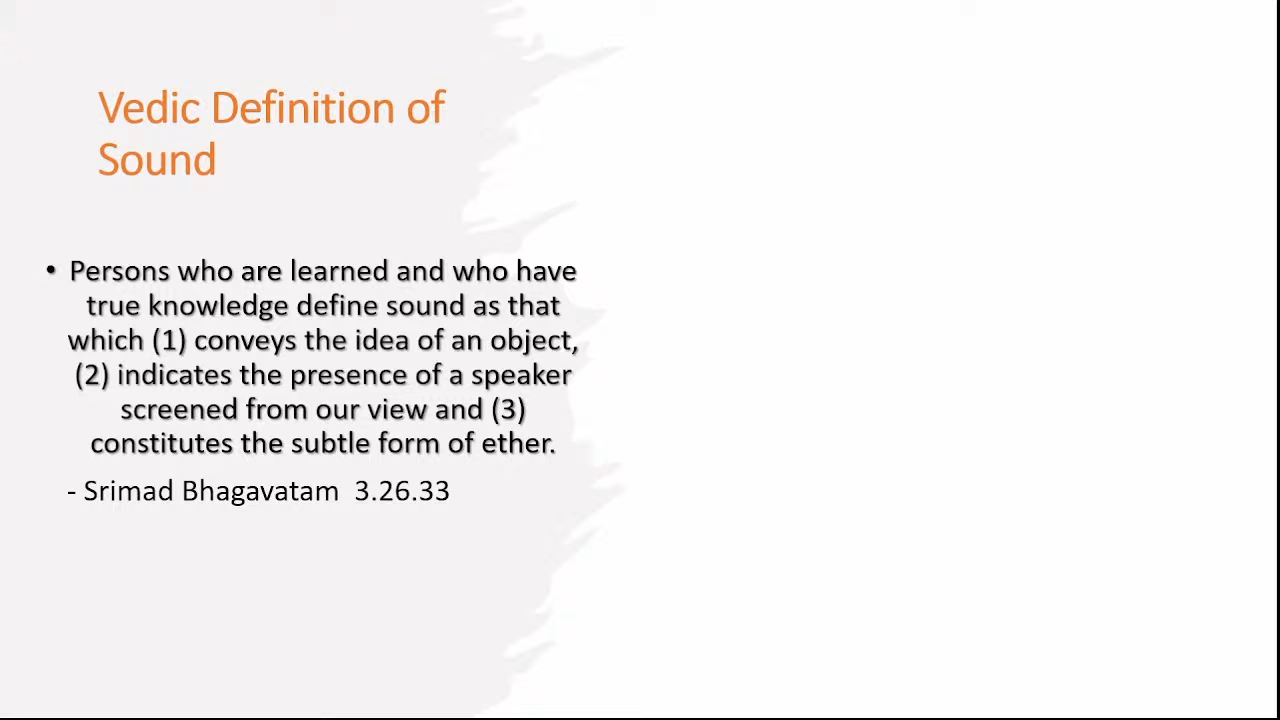 Vedic Definition of
Sound
• Persons who are learned and who have
true knowledge define sound as that
which (1) conveys the idea of an object,
(2) indicates the presence of a speaker
screened from our view and (3)
constitutes the subtle form of ether.
- Srimad Bhagavatam 3.26.33